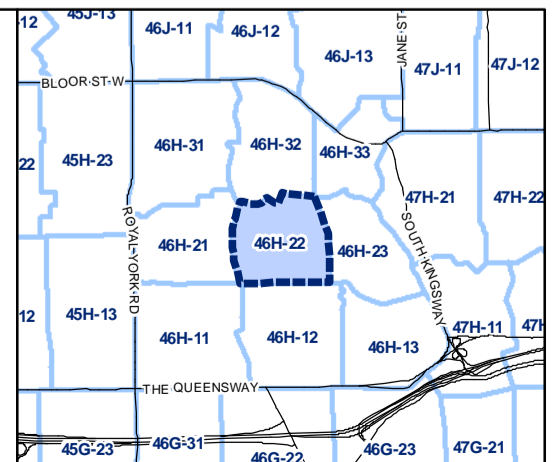 -12
45J-13
46J-11
46J-12
46J-13
JANE ST
47J-11
47J-12
BLOOR ST W
22
45H-23
46H-31
46H-32
46H-33
47H-21
47H-22
ROYAL YORK RD
46H-21
46H-22
46H-23
SOUTH KINGSWAY
12
45H-13
46H-11
46H-12
46H-13
47H-11
47H
THE QUEENSWAY
45G-23
46G-31
46G-22
46G-23
47G-21